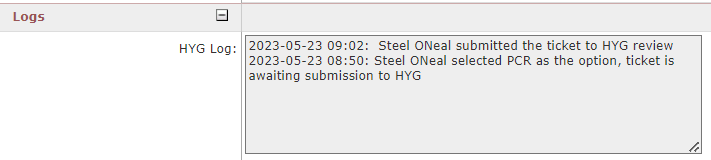 Logs
HYG Log:
2023-05-23 09:02:  Steel ONeal submitted the ticket to HYG review
2023-05-23 08:50: Steel ONeal selected PCR as the option, ticket is
awaiting submission to HYG